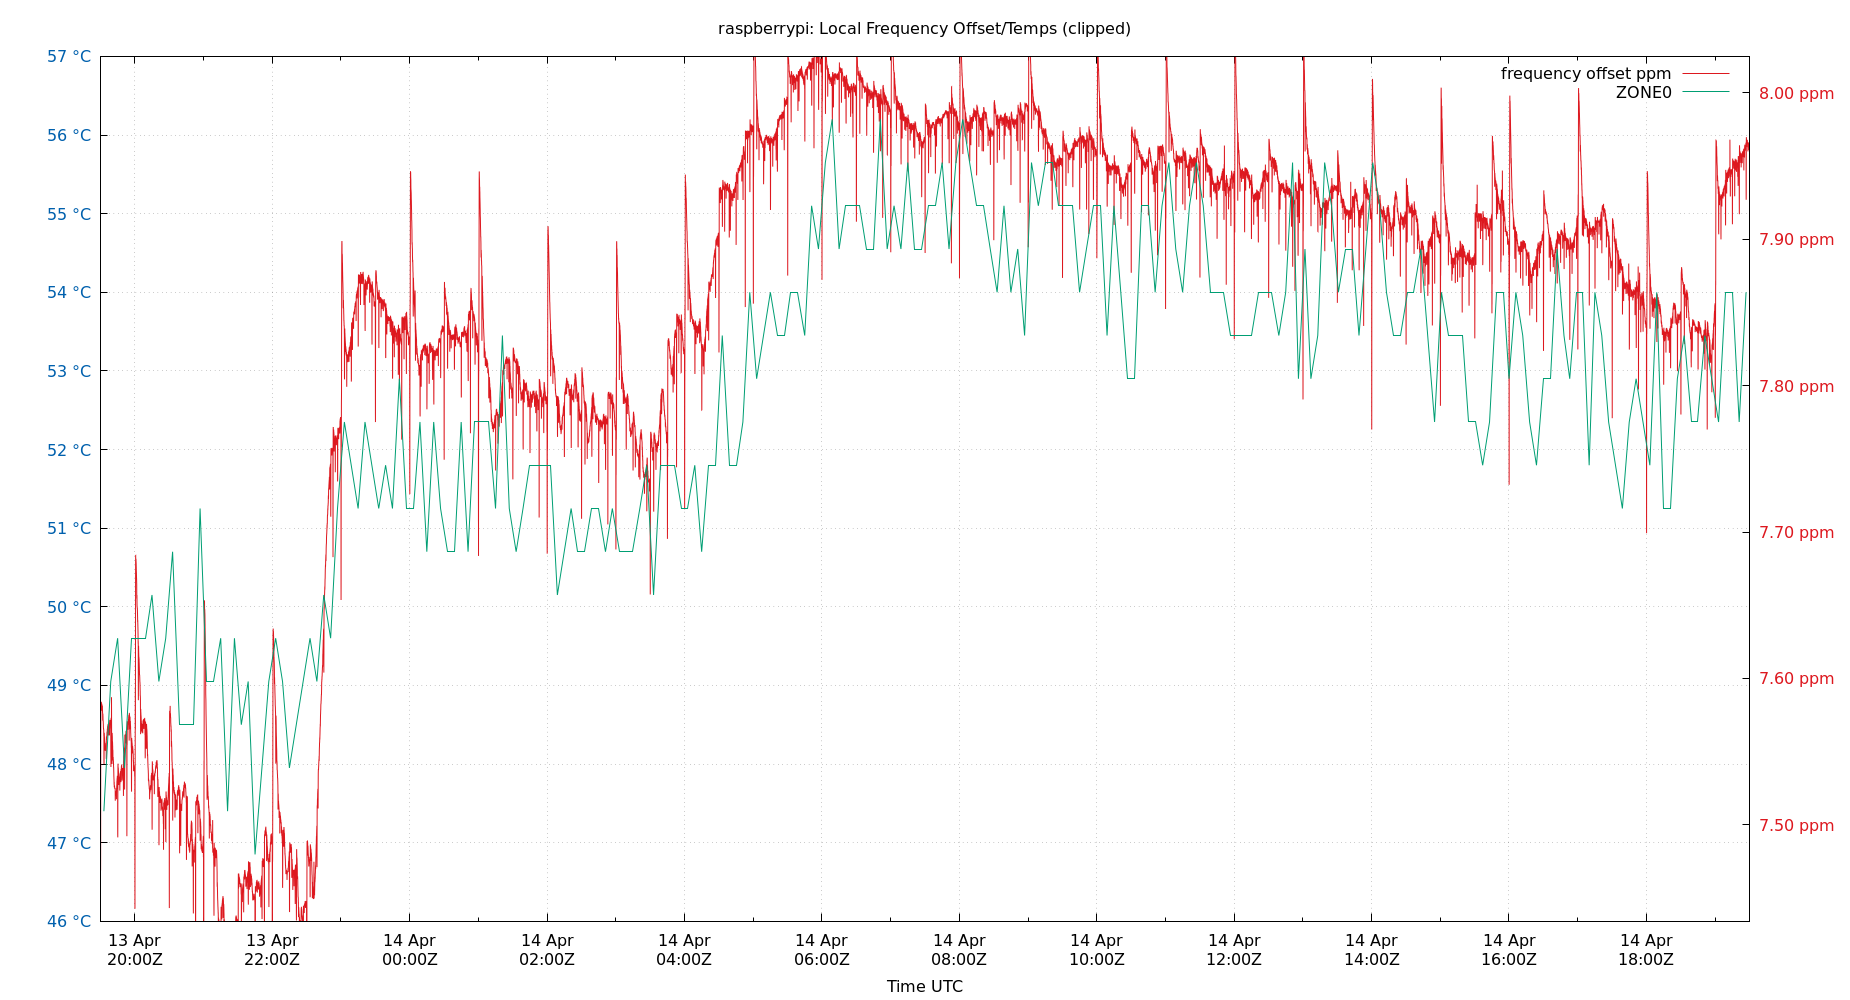 raspberrypi: Local Frequency Offset/Temps (clipped)
frequency offset ppm
ZONE0
57 °C
56 °C
55 °C
54 °C
53 °C
52 °C
51 °C
50 °C
49 °C
48 °C
47 °C
46 °C
8.00 ppm
7.90 ppm
7.80 ppm
7.70 ppm
7.60 ppm
7.50 ppm
13 Apr
20:00Z
13 Apr
22:00Z
14 Apr
00:00Z
14 Apr
02:00Z
14 Apr
04:00Z
14 Apr
06:00Z
14 Apr
08:00Z
14 Apr
10:00Z
14 Apr
12:00Z
14 Apr
14:00Z
14 Apr
16:00Z
14 Apr
18:00Z
Time UTC